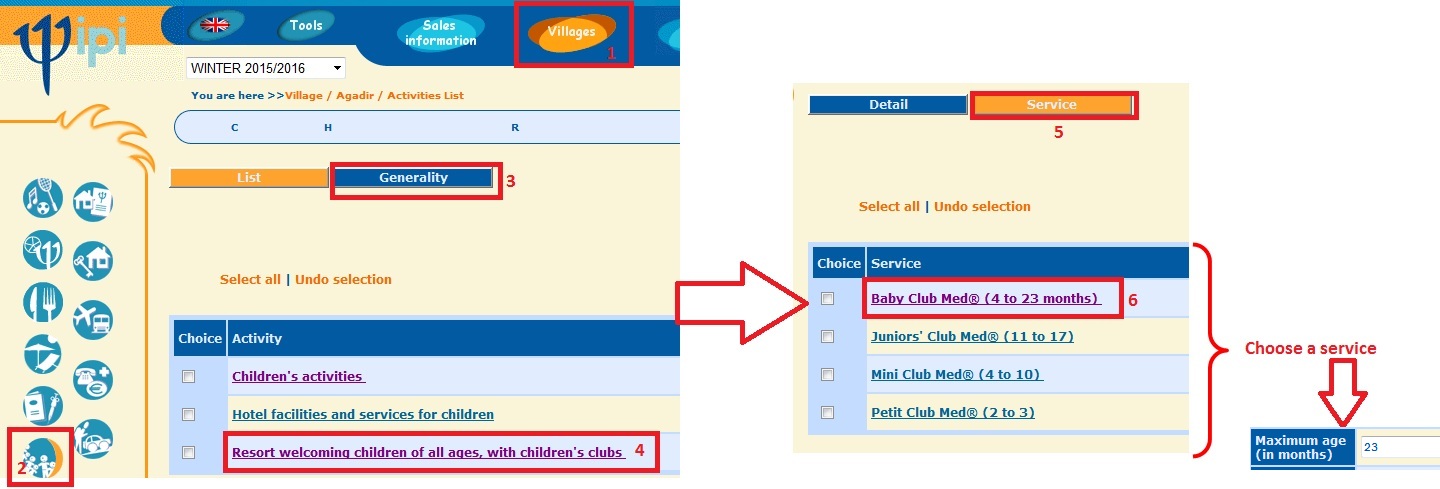 ipi
Tools
Sales
information
Villages
1
WINTER 2015/2016
You are here >>Village / Agadir / Activities List
C H R
List
Generality
3
Select all | Undo selection
Choice Activity
Children's activities
Hotel facilities and services for children
Resort welcoming children of all ages, with children's clubs
4
2
Detail
Service
5
Select all | Undo selection
Choice Service
Baby Club Med® (4 to 23 months)
6
Juniors' Club Med® (11 to 17)
Mini Club Med® (4 to 10)
Petit Club Med® (2 to 3)
Choose a service
Maximum age
(in months)
23